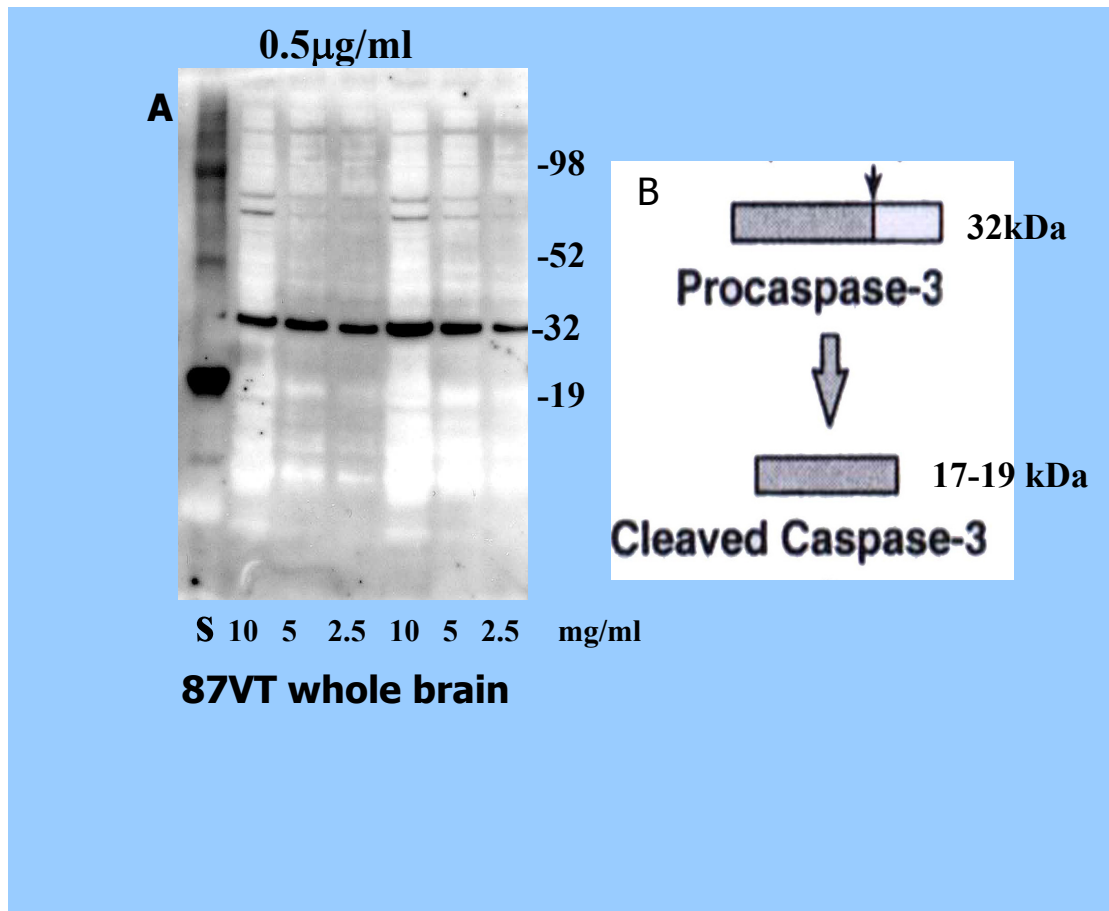 0.5μg/ml
A
-98
-52
-32
-19
S 10 5 2.5 10 5 2.5 mg/ml
87VT whole brain
B
32kDa
Procaspase-3
17-19 kDa
Cleaved Caspase-3